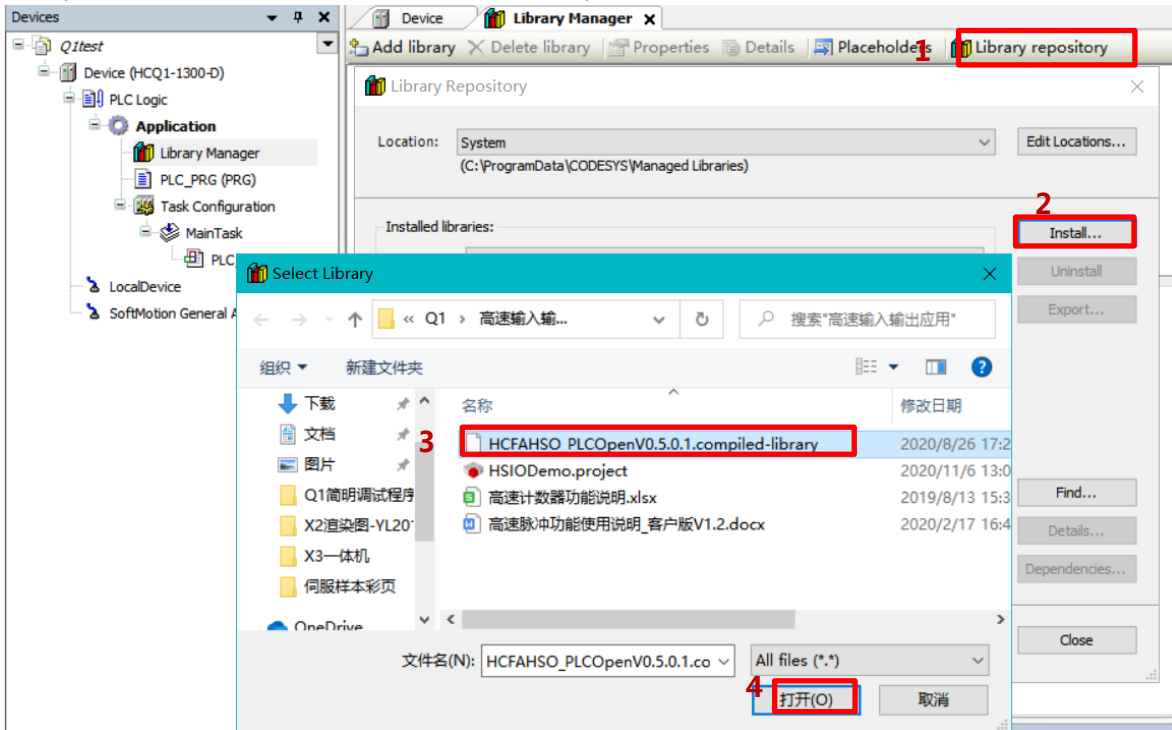 Devices
Device
Library Manager
Q1test
Add library
Delete library
Properties
Details
Placeholders
1
Library repository
Device (HCQ1-1300-D)
PLC Logic
Application
Library Manager
PLC_PRG (PRG)
Task Configuration
MainTask
PLC_
LocalDevice
SoftMotion General A
Library Repository
Location:
System
Edit Locations...
(C:\ProgramData\CODESYS\Managed Libraries)
2
Installed libraries:
Install...
Uninstall
Export...
Find...
Details...
Dependencies...
Close
Select Library
« Q1 › 高速输入输...
搜索"高速输入输出应用"
组织
新建文件夹
下载
文档
图片
Q1简明调试程序
X2渲染图-YL20
X3一体机
伺服样本彩页
OneDrive
名称
修改日期
3
HCFAHSO_PLCOpenV0.5.0.1.compiled-library
2020/8/26 17:2
HSIODemo.project
2020/11/6 13:0
高速计数器功能说明.xlsx
2019/8/13 15:3
高速脉冲功能使用说明_客户版V1.2.docx
2020/2/17 16:4
文件名(N):
HCFAHSO_PLCOpenV0.5.0.1.co
All files (*.*)
4
打开(O)
取消